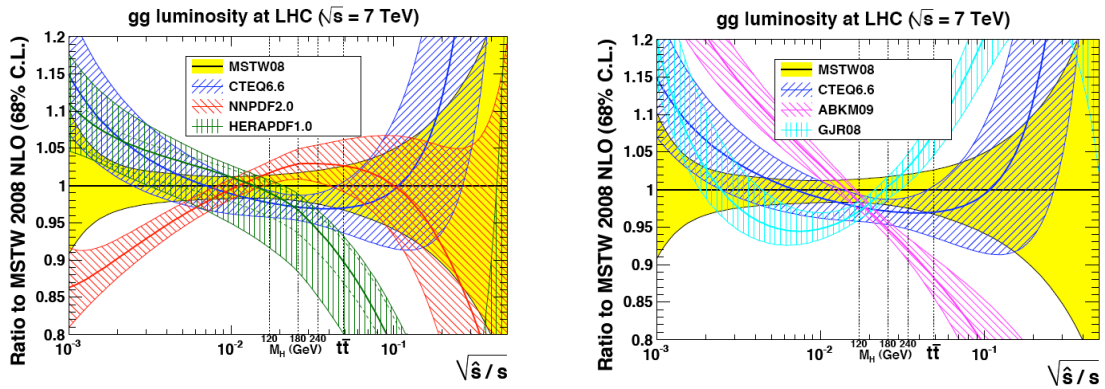 gg luminosity at LHC (√s = 7 TeV)
Ratio to MSTW 2008 NLO (68% C.L.)
1.2
1.15
1.1
1.05
1
0.95
0.9
0.85
0.8
MSTW08
CTEQ6.6
NNPDF2.0
HERAPDF1.0
10⁻³
10⁻²
10⁻¹
120 180 240
M_H (GeV)
tt̄
√ŝ / s
gg luminosity at LHC (√s = 7 TeV)
Ratio to MSTW 2008 NLO (68% C.L.)
1.2
1.15
1.1
1.05
1
0.95
0.9
0.85
0.8
MSTW08
CTEQ6.6
ABKM09
GJR08
10⁻³
10⁻²
10⁻¹
120 180 240
M_H (GeV)
tt̄
√ŝ / s